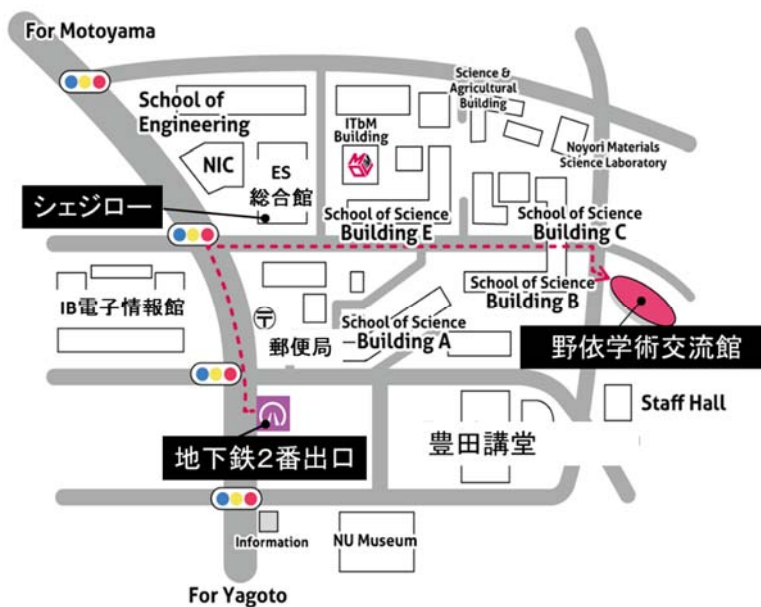 For Motoyama
School of
Engineering
NIC
ES
総合館
シェジロー
ITbM
Building
Science &
Agricultural
Building
Noyori Materials
Science Laboratory
School of Science
Building E
School of Science
Building C
IB電子情報館
〒
郵便局
School of Science
Building A
School of Science
Building B
野依学術交流館
地下鉄2番出口
豊田講堂
Staff Hall
Information
NU Museum
For Yagoto